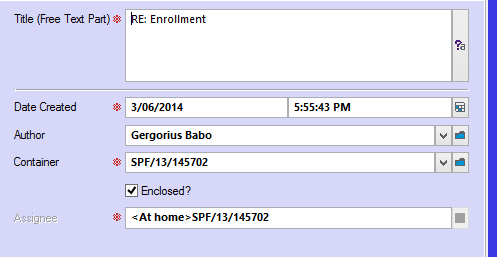 Title (Free Text Part) RE: Enrollment
Date Created 3/06/2014 5:55:43 PM
Author Gergorius Babo
Container SPF/13/145702
Enclosed?
Assignee <At home>SPF/13/145702